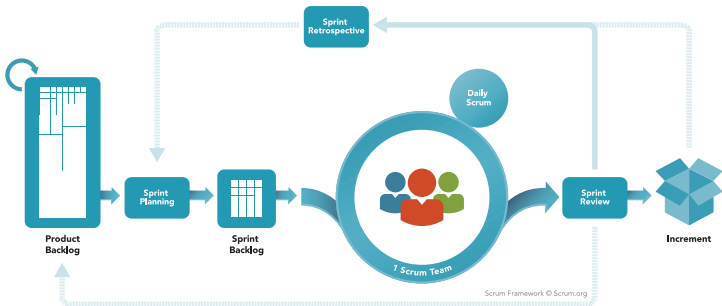 Sprint
Retrospective
Daily
Scrum
Sprint
Planning
Sprint
Review
Product
Backlog
Sprint
Backlog
1 Scrum Team
Increment
Scrum Framework © Scrum.org